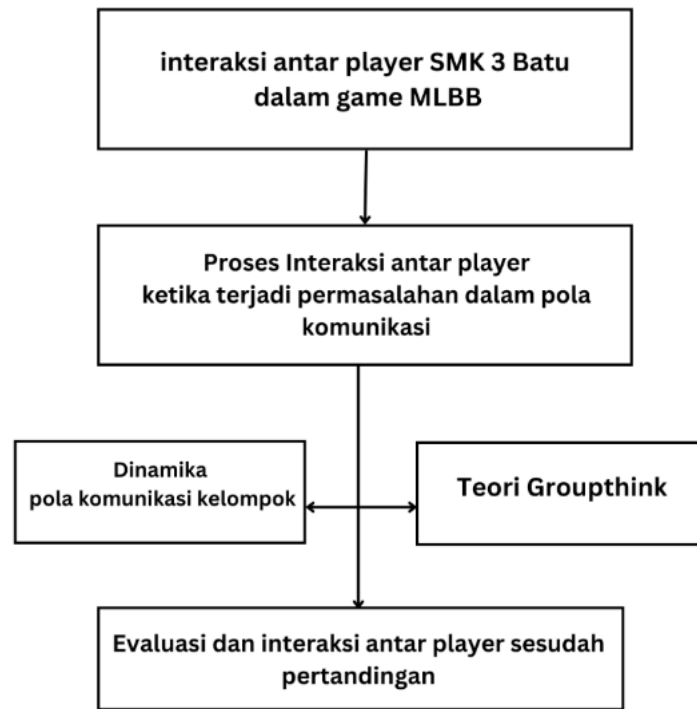 interaksi antar player SMK 3 Batu
dalam game MLBB
Proses Interaksi antar player
ketika terjadi permasalahan dalam pola
komunikasi
Dinamika
pola komunikasi kelompok
Teori Groupthink
Evaluasi dan interaksi antar player sesudah
pertandingan